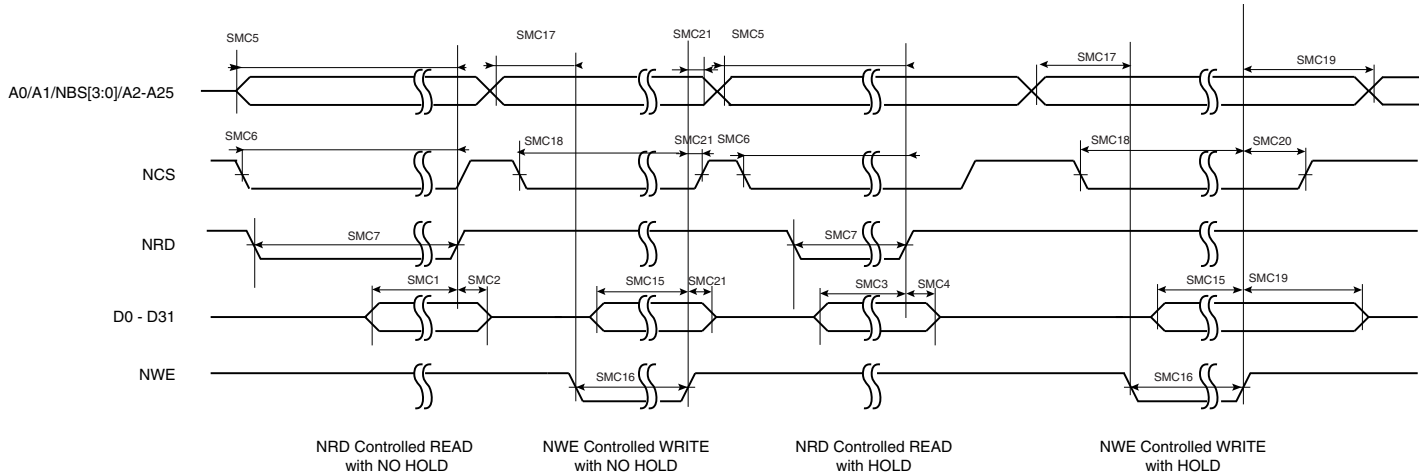 SMC5 SMC17 SMC21 SMC5 SMC17 SMC19
A0/A1/NBS[3:0]/A2-A25
SMC6 SMC18 SMC21 SMC6 SMC18 SMC20
NCS
SMC7 SMC7
NRD
SMC1 SMC2 SMC15 SMC21 SMC3 SMC4 SMC15 SMC19
D0 - D31
NWE
SMC16 SMC16
NRD Controlled READ
with NO HOLD
NWE Controlled WRITE
with NO HOLD
NRD Controlled READ
with HOLD
NWE Controlled WRITE
with HOLD